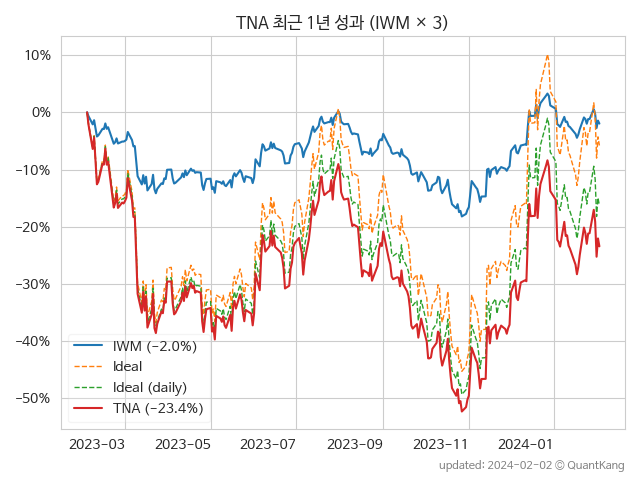 TNA 최근 1년 성과 (IWM × 3)
10%
0%
−10%
−20%
−30%
−40%
−50%
IWM (−2.0%)
Ideal
Ideal (daily)
TNA (−23.4%)
2023-03
2023-05
2023-07
2023-09
2023-11
2024-01
updated: 2024-02-02 © QuantKang